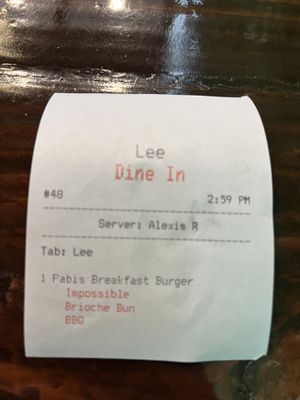 Lee
Dine In
#48 2:59 PM
Server: Alexis R
Tab: Lee
1 Pabis Breakfast Burger
Impossible
Brioche Bun
BBQ